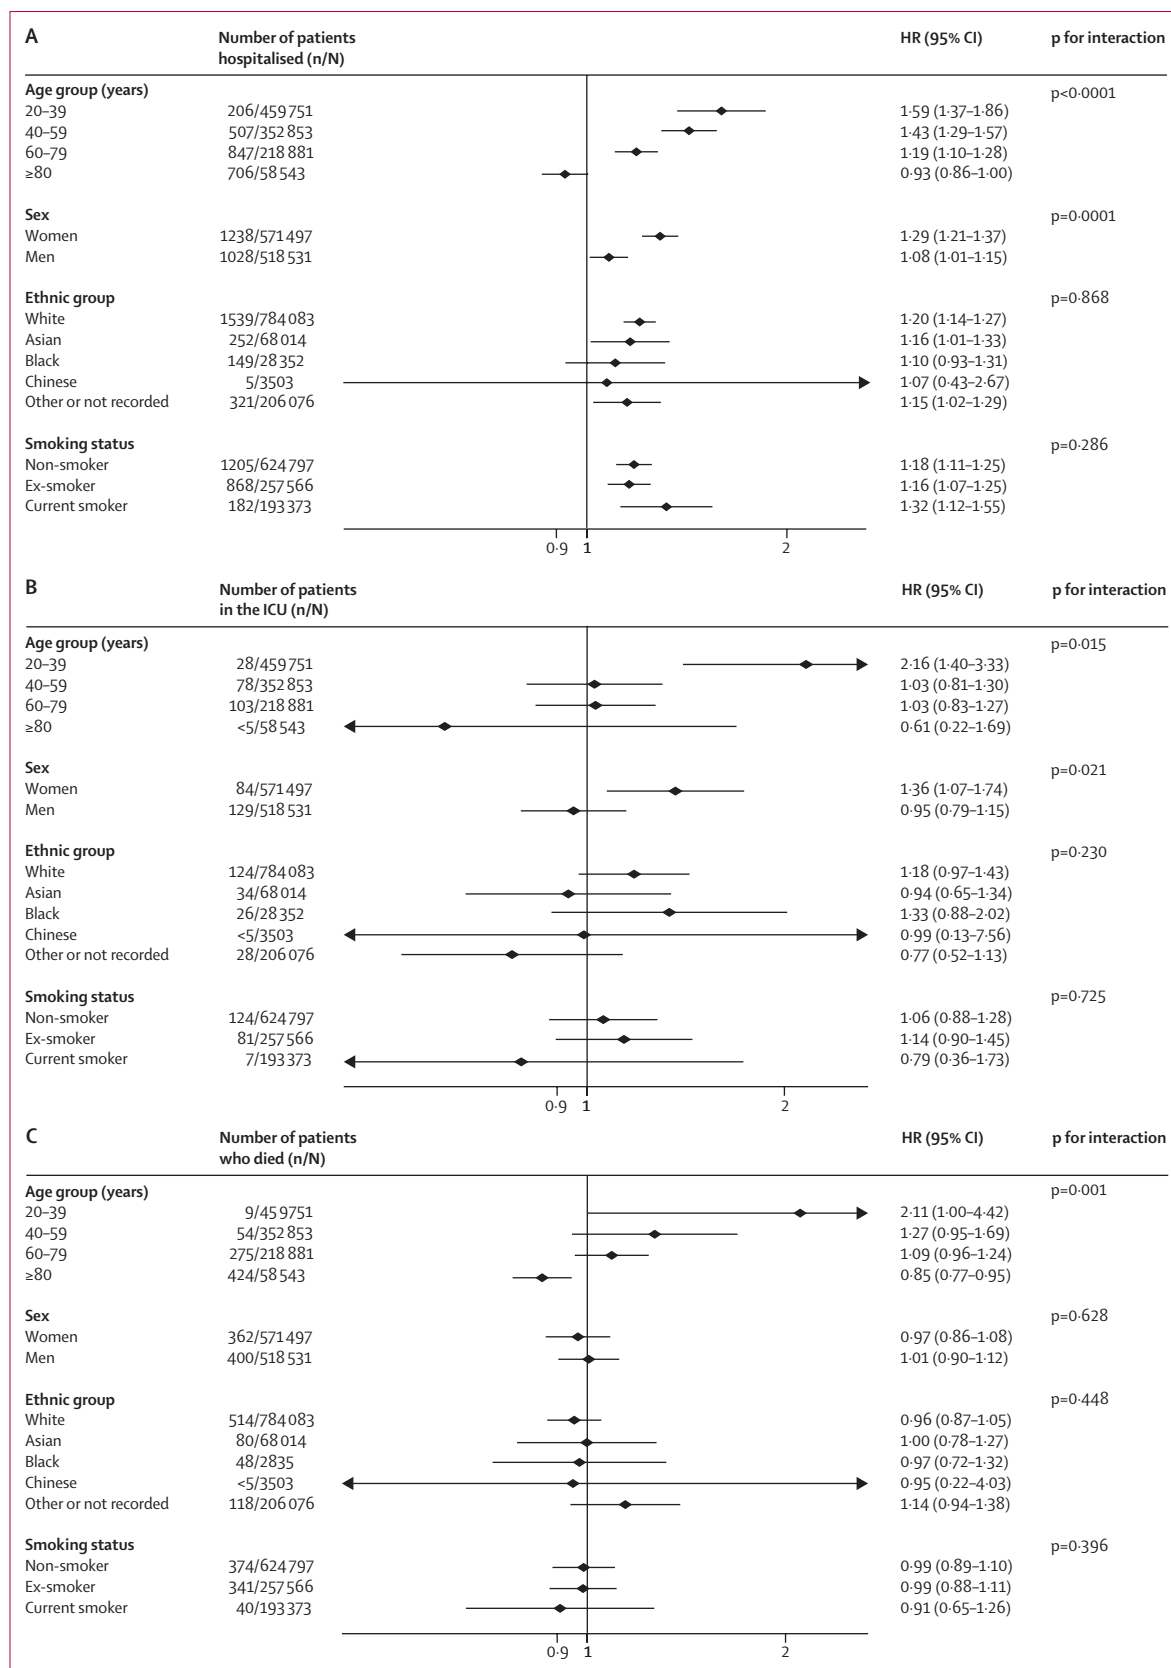 A Number of patients HR (95% CI) p for interaction
hospitalised (n/N)
Age group (years) p<0·0001
20–39 206/459 751 1·59 (1·37–1·86)
40–59 507/352 853 1·43 (1·29–1·57)
60–79 847/218 881 1·19 (1·10–1·28)
≥80 706/58 543 0·93 (0·86–1·00)
Sex p=0·0001
Women 1238/571 497 1·29 (1·21–1·37)
Men 1028/518 531 1·08 (1·01–1·15)
Ethnic group p=0·868
White 1539/784 083 1·20 (1·14–1·27)
Asian 252/68 014 1·16 (1·01–1·33)
Black 149/28 352 1·10 (0·93–1·31)
Chinese 5/3503 1·07 (0·43–2·67)
Other or not recorded 321/206 076 1·15 (1·02–1·29)
Smoking status p=0·286
Non-smoker 1205/624 797 1·18 (1·11–1·25)
Ex-smoker 868/257 566 1·16 (1·07–1·25)
Current smoker 182/193 373 1·32 (1·12–1·55)
0·9 1 2
B Number of patients HR (95% CI) p for interaction
in the ICU (n/N)
Age group (years) p=0·015
20–39 28/459 751 2·16 (1·40–3·33)
40–59 78/352 853 1·03 (0·81–1·30)
60–79 103/218 881 1·03 (0·83–1·27)
≥80 <5/58 543 0·61 (0·22–1·69)
Sex p=0·021
Women 84/571 497 1·36 (1·07–1·74)
Men 129/518 531 0·95 (0·79–1·15)
Ethnic group p=0·230
White 124/784 083 1·18 (0·97–1·43)
Asian 34/68 014 0·94 (0·65–1·34)
Black 26/28 352 1·33 (0·88–2·02)
Chinese <5/3503 0·99 (0·13–7·56)
Other or not recorded 28/206 076 0·77 (0·52–1·13)
Smoking status p=0·725
Non-smoker 124/624 797 1·06 (0·88–1·28)
Ex-smoker 81/257 566 1·14 (0·90–1·45)
Current smoker 7/193 373 0·79 (0·36–1·73)
0·9 1 2
C Number of patients HR (95% CI) p for interaction
who died (n/N)
Age group (years) p=0·001
20–39 9/45 9751 2·11 (1·00–4·42)
40–59 54/352 853 1·27 (0·95–1·69)
60–79 275/218 881 1·09 (0·96–1·24)
≥80 424/58 543 0·85 (0·77–0·95)
Sex p=0·628
Women 362/571 497 0·97 (0·86–1·08)
Men 400/518 531 1·01 (0·90–1·12)
Ethnic group p=0·448
White 514/784 083 0·96 (0·87–1·05)
Asian 80/68 014 1·00 (0·78–1·27)
Black 48/2835 0·97 (0·72–1·32)
Chinese <5/3503 0·95 (0·22–4·03)
Other or not recorded 118/206 076 1·14 (0·94–1·38)
Smoking status p=0·396
Non-smoker 374/624 797 0·99 (0·89–1·10)
Ex-smoker 341/257 566 0·99 (0·88–1·11)
Current smoker 40/193 373 0·91 (0·65–1·26)
0·9 1 2